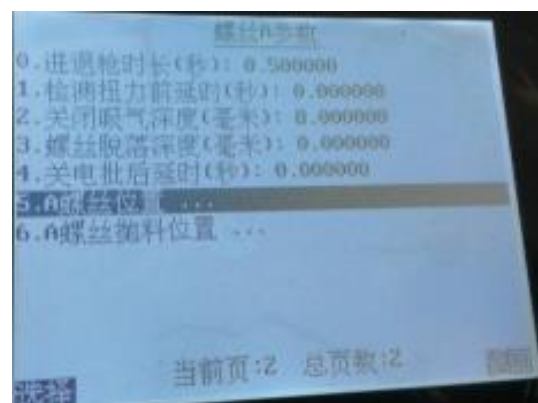 螺丝A参数
0.进退枪时长(秒): 0.500000
1.检测扭力前延时(秒): 0.000000
2.关闭吸气深度(毫米): 0.000000
3.螺丝脱落深度(毫米): 0.000000
4.关电批后延时(秒): 0.000000
5.A螺丝位置 ...
6.A螺丝抛料位置 ...
当前页:2 总页数:2
选择